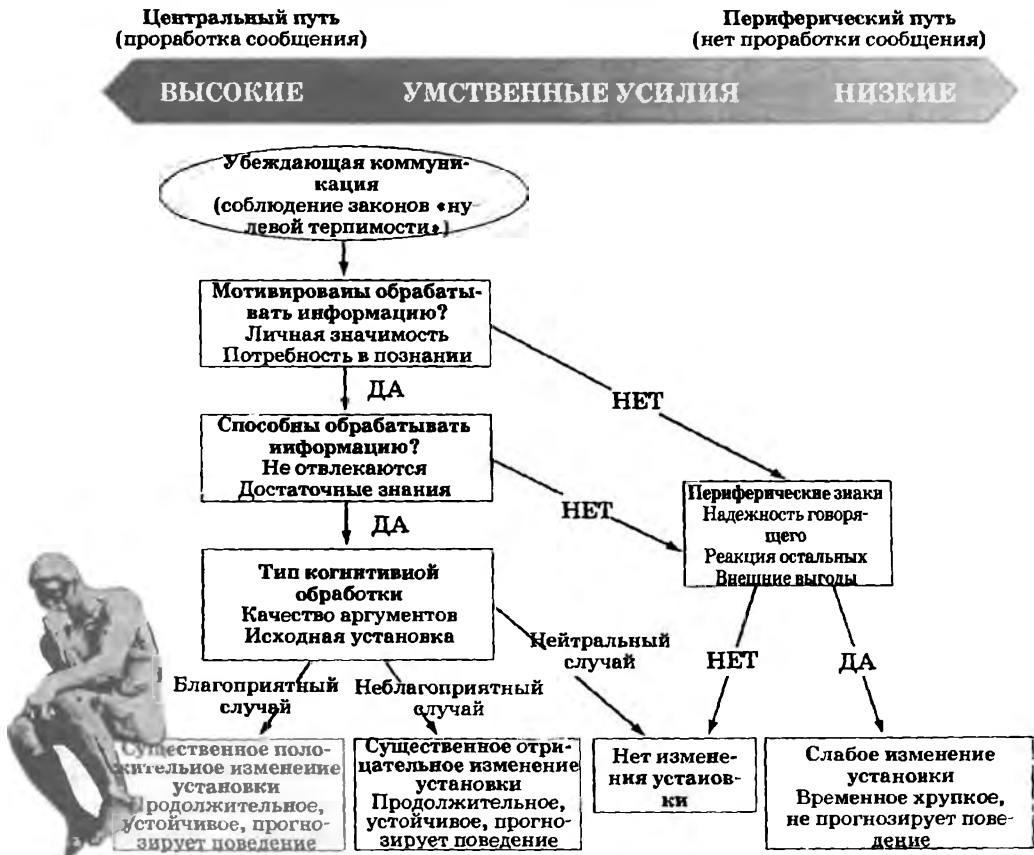 Центральный путь
(проработка сообщения)
Периферический путь
(нет проработки сообщения)
ВЫСОКИЕ УМСТВЕННЫЕ УСИЛИЯ НИЗКИЕ
Убеждающая коммуни-
кация
(соблюдение законов «ну-
левой терпимости»)
Мотивированы обрабаты-
вать информацию?
Личная значимость
Потребность в познании
ДА
НЕТ
Способны обрабатывать
информацию?
Не отвлекаются
Достаточные знания
ДА
НЕТ
Периферические знаки
Надежность говоря-
щего
Реакция остальных
Внешние выгоды
Тип когнитивной
обработки
Качество аргументов
Исходная установка
Нейтральный
случай
НЕТ
ДА
Благоприятный
случай
Неблагоприятный
случай
Существенное поло-
жительное изменение
установки
Продолжительное,
устойчивое, прогно-
зирует поведение
Существенное отри-
цательное изменение
установки
Продолжительное,
устойчивое, прогно-
зирует поведение
Нет измене-
ния установ-
ки
Слабое изменение
установки
Временное хрупкое,
не прогнозирует пове-
дение